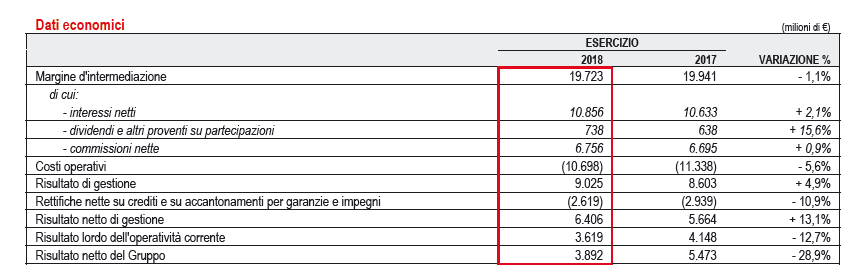 Dati economici
(milioni di €)
ESERCIZIO
2018 2017 VARIAZIONE %
Margine d'intermediazione 19.723 19.941 - 1,1%
di cui:
- interessi netti 10.856 10.633 + 2,1%
- dividendi e altri proventi su partecipazioni 738 638 + 15,6%
- commissioni nette 6.756 6.695 + 0,9%
Costi operativi (10.698) (11.338) - 5,6%
Risultato di gestione 9.025 8.603 + 4,9%
Rettifiche nette su crediti e su accantonamenti per garanzie e impegni (2.619) (2.939) - 10,9%
Risultato netto di gestione 6.406 5.664 + 13,1%
Risultato lordo dell'operatività corrente 3.619 4.148 - 12,7%
Risultato netto del Gruppo 3.892 5.473 - 28,9%